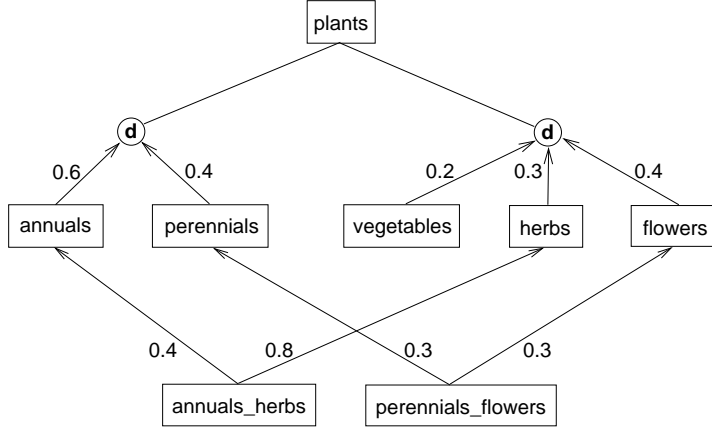 plants
d
d
0.6
0.4
0.2
0.3
0.4
annuals
perennials
vegetables
herbs
flowers
0.4
0.8
0.3
0.3
annuals_herbs
perennials_flowers